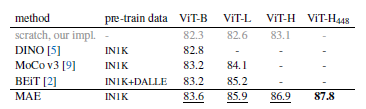 method pre-train data ViT-B ViT-L ViT-H ViT-H448
scratch, our impl. - 82.3 82.6 83.1 -
DINO [5] IN1K 82.8 - - -
MoCo v3 [9] IN1K 83.2 84.1 - -
BEiT [2] IN1K+DALLE 83.2 85.2 - -
MAE IN1K 83.6 85.9 86.9 87.8